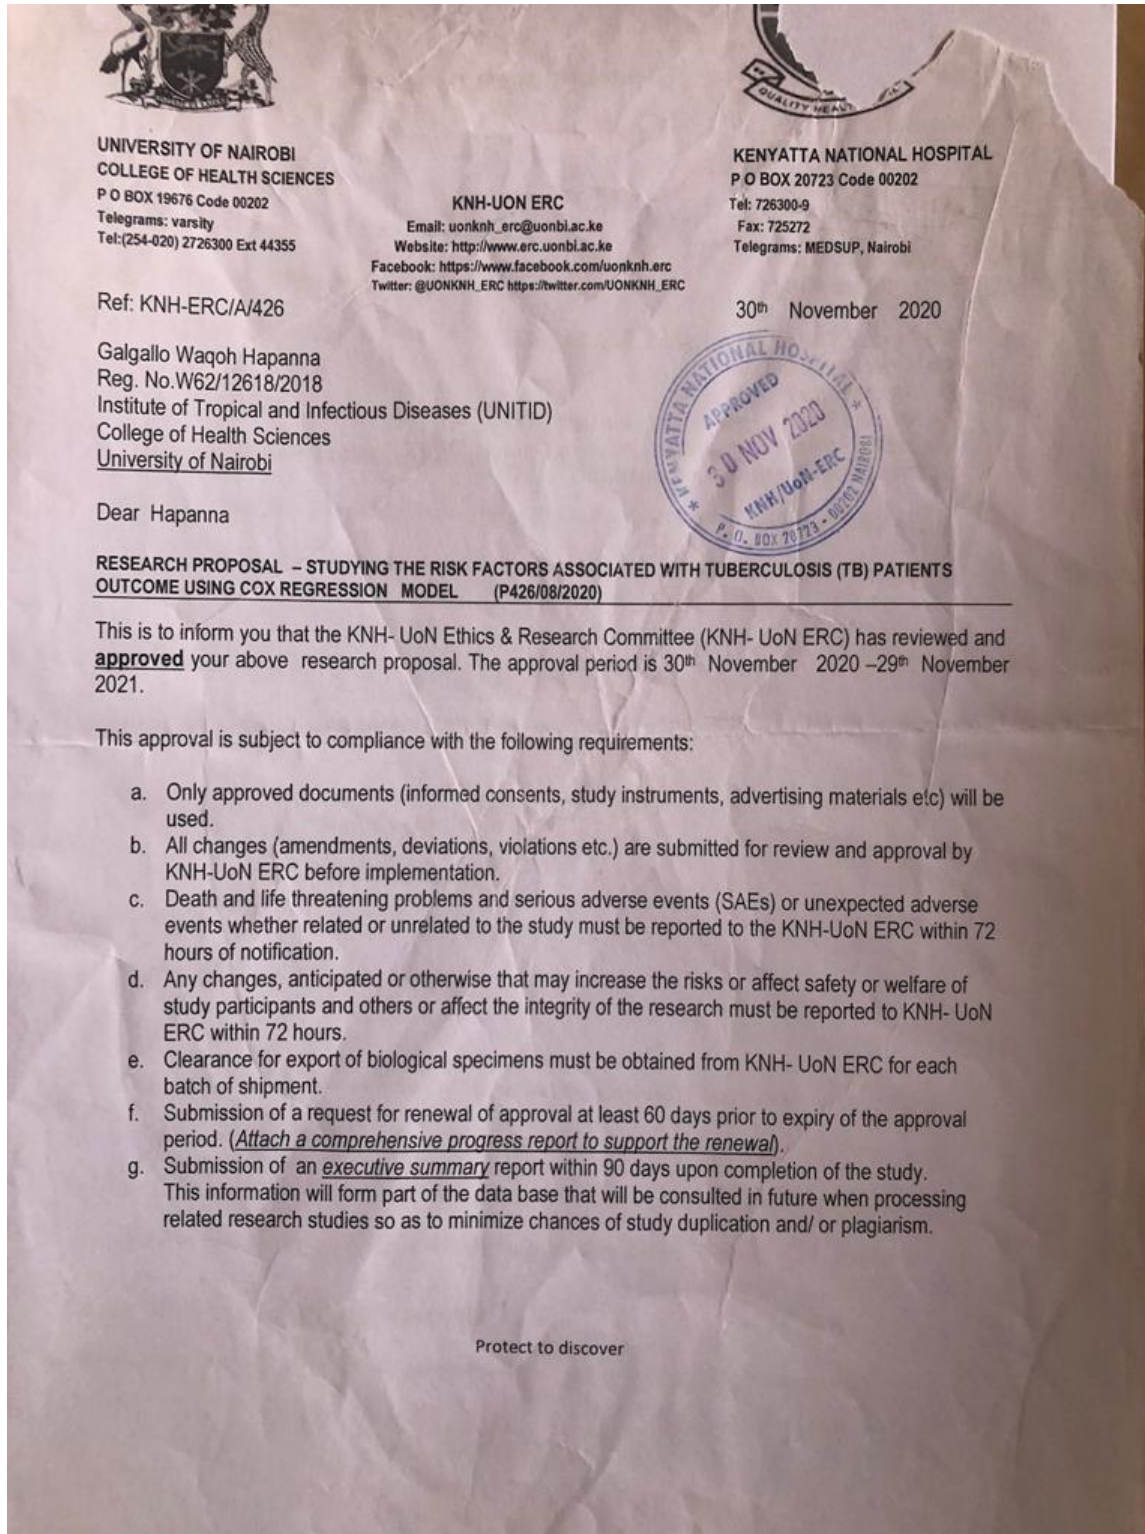 QUALITY HEAL
UNIVERSITY OF NAIROBI
COLLEGE OF HEALTH SCIENCES
P O BOX 19676 Code 00202
Telegrams: varsity
Tel:(254-020) 2726300 Ext 44355
KNH-UON ERC
Email: uonknh_erc@uonbi.ac.ke
Website: http://www.erc.uonbi.ac.ke
Facebook: https://www.facebook.com/uonknh.erc
Twitter: @UONKNH_ERC https://twitter.com/UONKNH_ERC
KENYATTA NATIONAL HOSPITAL
P O BOX 20723 Code 00202
Tel: 726300-9
Fax: 725272
Telegrams: MEDSUP, Nairobi
Ref: KNH-ERC/A/426
30th November 2020
Galgallo Waqoh Hapanna
Reg. No.W62/12618/2018
Institute of Tropical and Infectious Diseases (UNITID)
College of Health Sciences
University of Nairobi
* KENYATTA NATIONAL HOSPITAL *
APPROVED
30 NOV 2020
KNH/UoN-ERC
P. O. BOX 20723 - 00202 NAIROBI
Dear Hapanna
RESEARCH PROPOSAL – STUDYING THE RISK FACTORS ASSOCIATED WITH TUBERCULOSIS (TB) PATIENTS
OUTCOME USING COX REGRESSION MODEL (P426/08/2020)
This is to inform you that the KNH- UoN Ethics & Research Committee (KNH- UoN ERC) has reviewed and
approved your above research proposal. The approval period is 30th November 2020 –29th November
2021.
This approval is subject to compliance with the following requirements:
a. Only approved documents (informed consents, study instruments, advertising materials etc) will be
used.
b. All changes (amendments, deviations, violations etc.) are submitted for review and approval by
KNH-UoN ERC before implementation.
c. Death and life threatening problems and serious adverse events (SAEs) or unexpected adverse
events whether related or unrelated to the study must be reported to the KNH-UoN ERC within 72
hours of notification.
d. Any changes, anticipated or otherwise that may increase the risks or affect safety or welfare of
study participants and others or affect the integrity of the research must be reported to KNH- UoN
ERC within 72 hours.
e. Clearance for export of biological specimens must be obtained from KNH- UoN ERC for each
batch of shipment.
f. Submission of a request for renewal of approval at least 60 days prior to expiry of the approval
period. (Attach a comprehensive progress report to support the renewal).
g. Submission of an executive summary report within 90 days upon completion of the study.
This information will form part of the data base that will be consulted in future when processing
related research studies so as to minimize chances of study duplication and/ or plagiarism.
Protect to discover